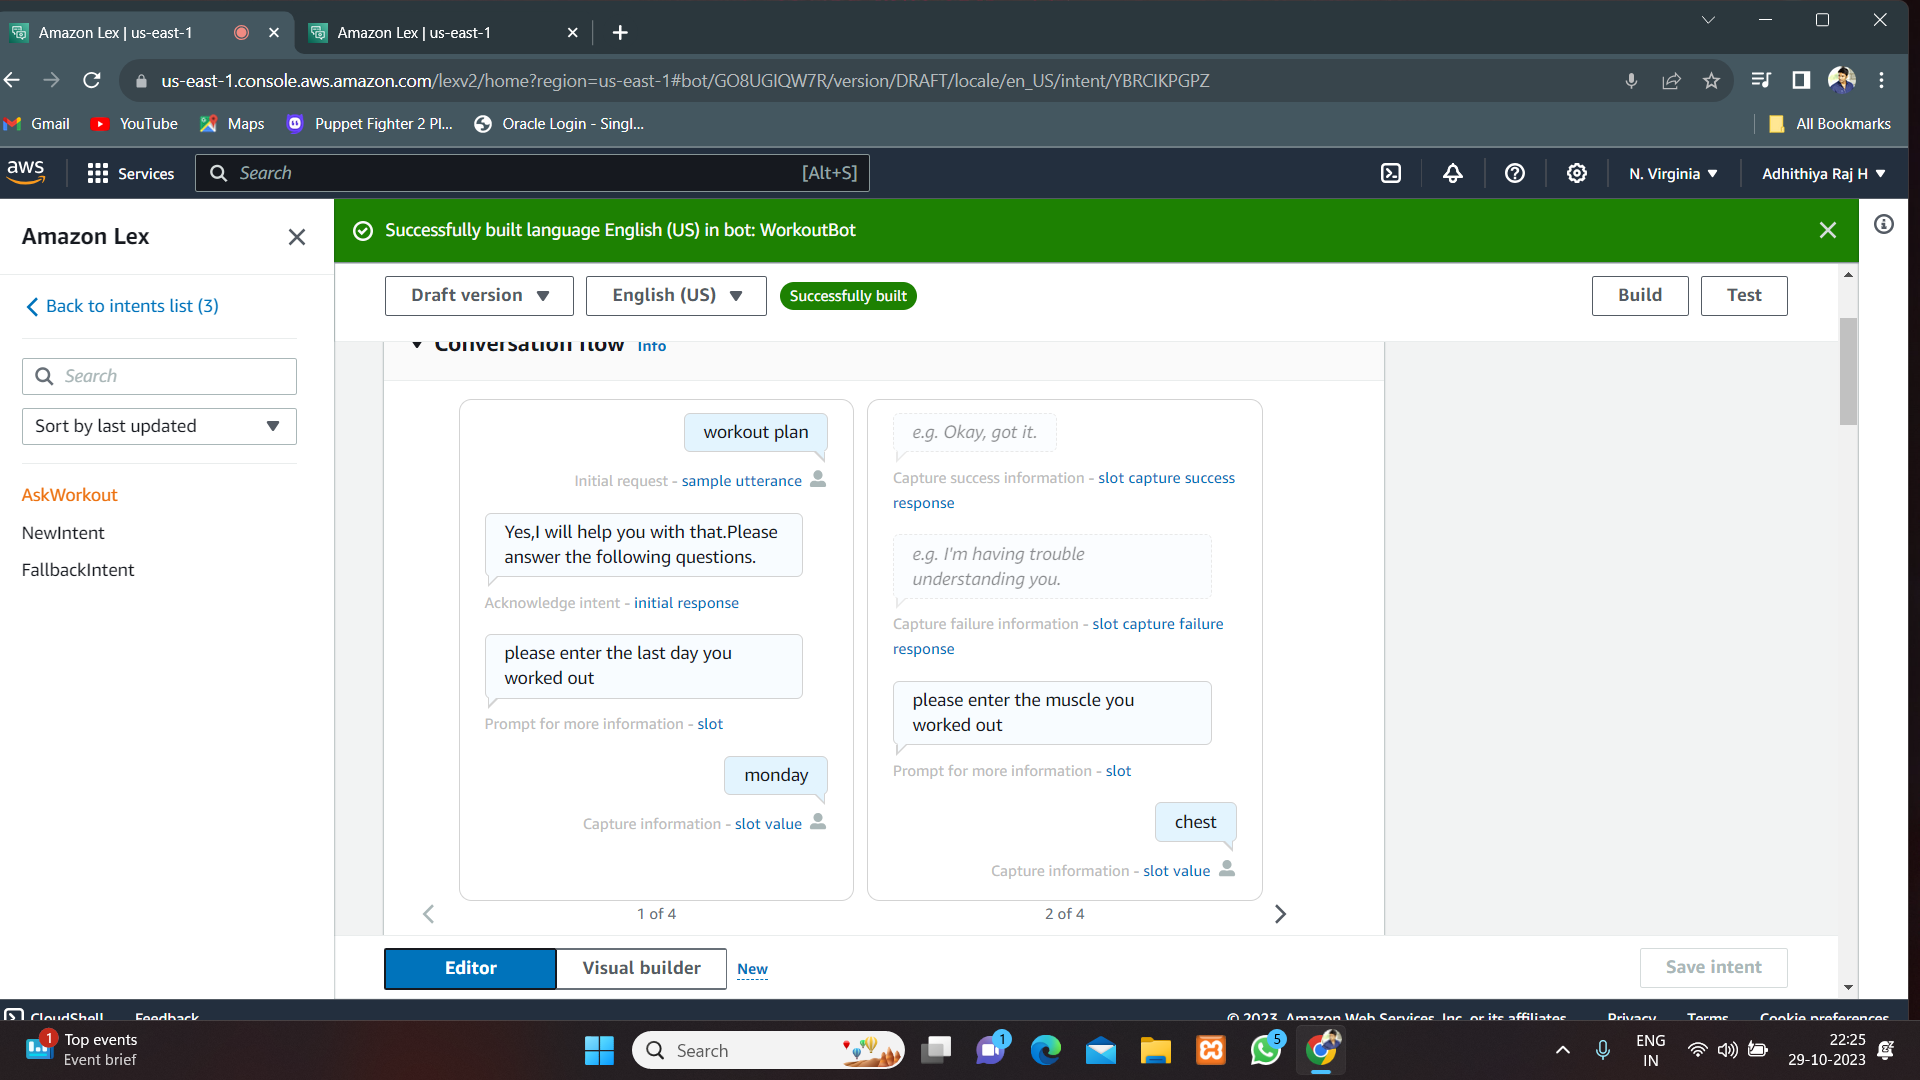 Amazon Lex | us-east-1
Amazon Lex | us-east-1
us-east-1.console.aws.amazon.com/lexv2/home?region=us-east-1#bot/GO8UGIQW7R/version/DRAFT/locale/en_US/intent/YBRCIKPGPZ
Gmail
YouTube
Maps
Puppet Fighter 2 Pl...
Oracle Login - Singl...
All Bookmarks
aws
Services
Search
[Alt+S]
N. Virginia
Adhithiya Raj H
Amazon Lex
Successfully built language English (US) in bot: WorkoutBot
Back to intents list (3)
Search
Sort by last updated
AskWorkout
NewIntent
FallbackIntent
Draft version
English (US)
Successfully built
Build
Test
Conversation flow Info
workout plan
Initial request - sample utterance
Yes,I will help you with that.Please
answer the following questions.
Acknowledge intent - initial response
please enter the last day you
worked out
Prompt for more information - slot
monday
Capture information - slot value
1 of 4
e.g. Okay, got it.
Capture success information - slot capture success
response
e.g. I'm having trouble
understanding you.
Capture failure information - slot capture failure
response
please enter the muscle you
worked out
Prompt for more information - slot
chest
Capture information - slot value
2 of 4
Editor
Visual builder
New
Save intent
CloudShell
Feedback
© 2023, Amazon Web Services, Inc. or its affiliates.
Privacy
Terms
Cookie preferences
1
Top events
Event brief
Search
1
5
ENG
IN
22:25
29-10-2023